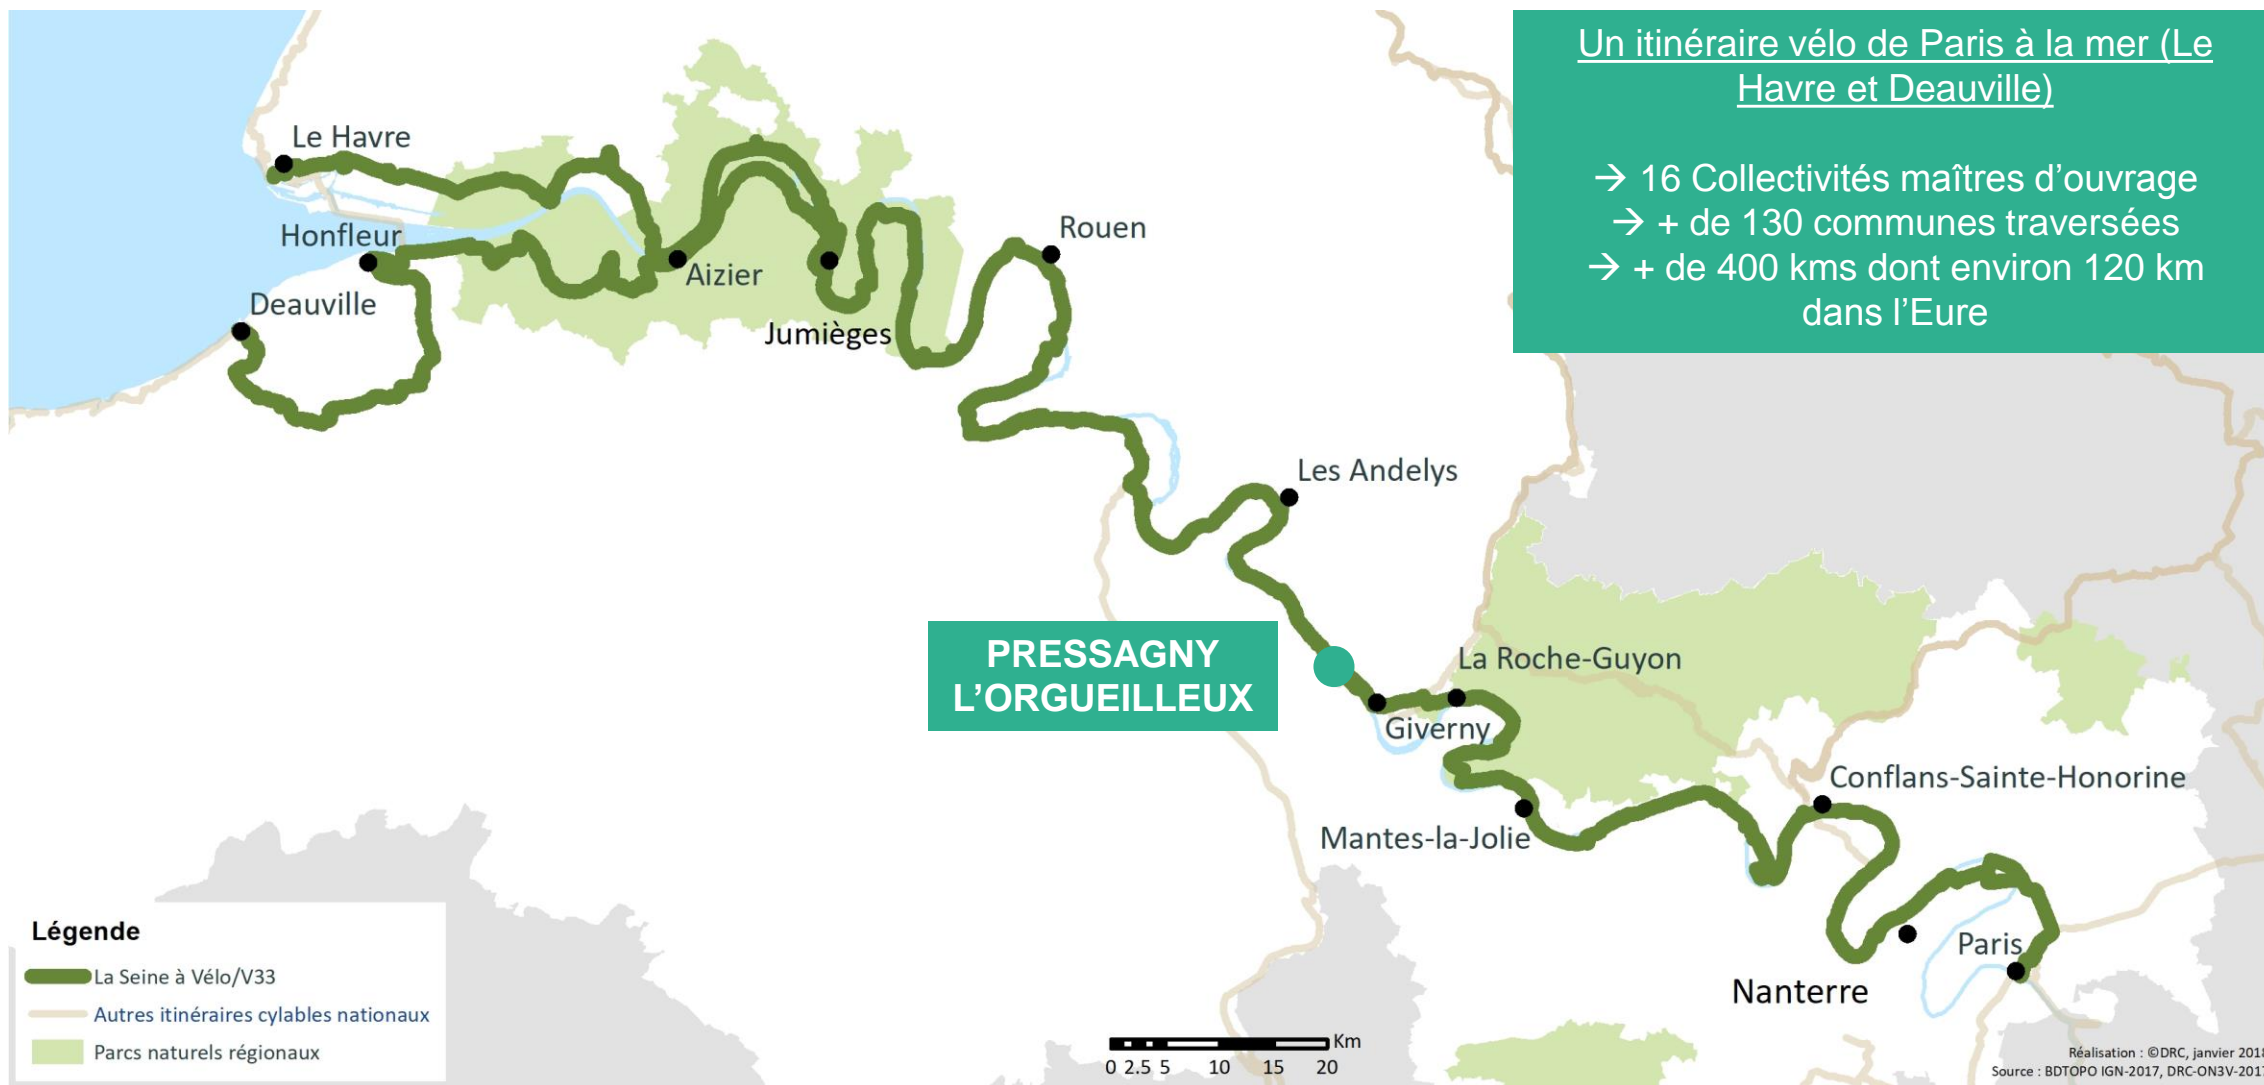 Un itinéraire vélo de Paris à la mer (Le
Havre et Deauville)
→ 16 Collectivités maîtres d'ouvrage
→ + de 130 communes traversées
→ + de 400 kms dont environ 120 km
dans l'Eure
Le Havre
Honfleur
Deauville
Aizier
Jumièges
Rouen
Les Andelys
PRESSAGNY
L'ORGUEILLEUX
La Roche-Guyon
Giverny
Mantes-la-Jolie
Conflans-Sainte-Honorine
Paris
Nanterre
Légende
La Seine à Vélo/V33
Autres itinéraires cylables nationaux
Parcs naturels régionaux
Km
0 2.5 5 10 15 20
Réalisation : ©DRC, janvier 2018
Source : BDTOPO IGN-2017, DRC-ON3V-201